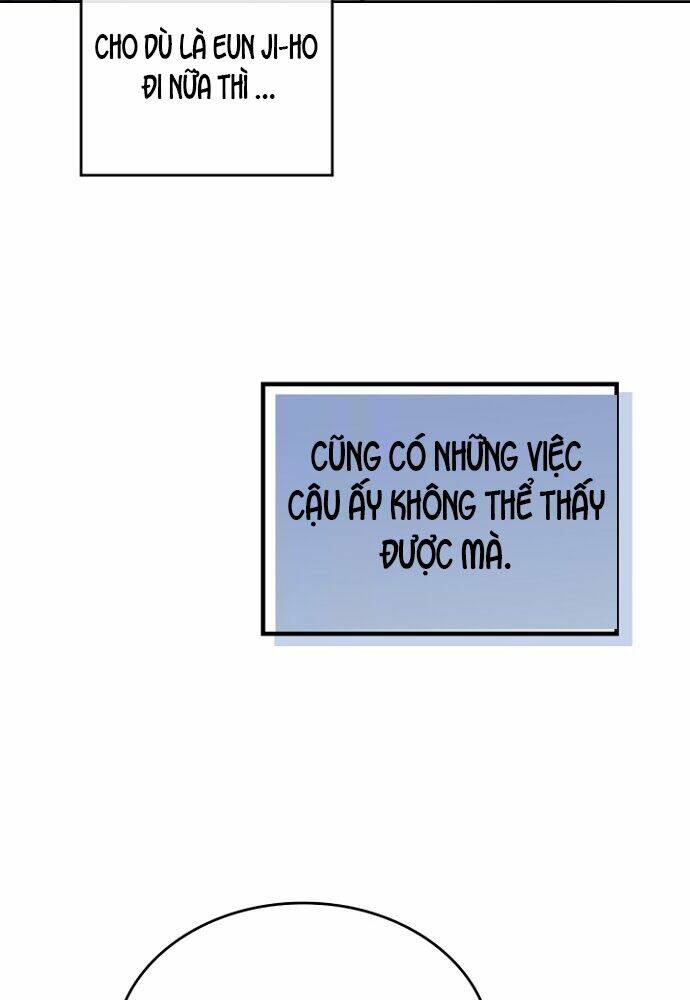 CHO DÙ LÀ EUN JI-HO
ĐI NỮA THÌ ...
CŨNG CÓ NHỮNG VIỆC
CẬU ẤY KHÔNG THỂ THẤY
ĐƯỢC MÀ.